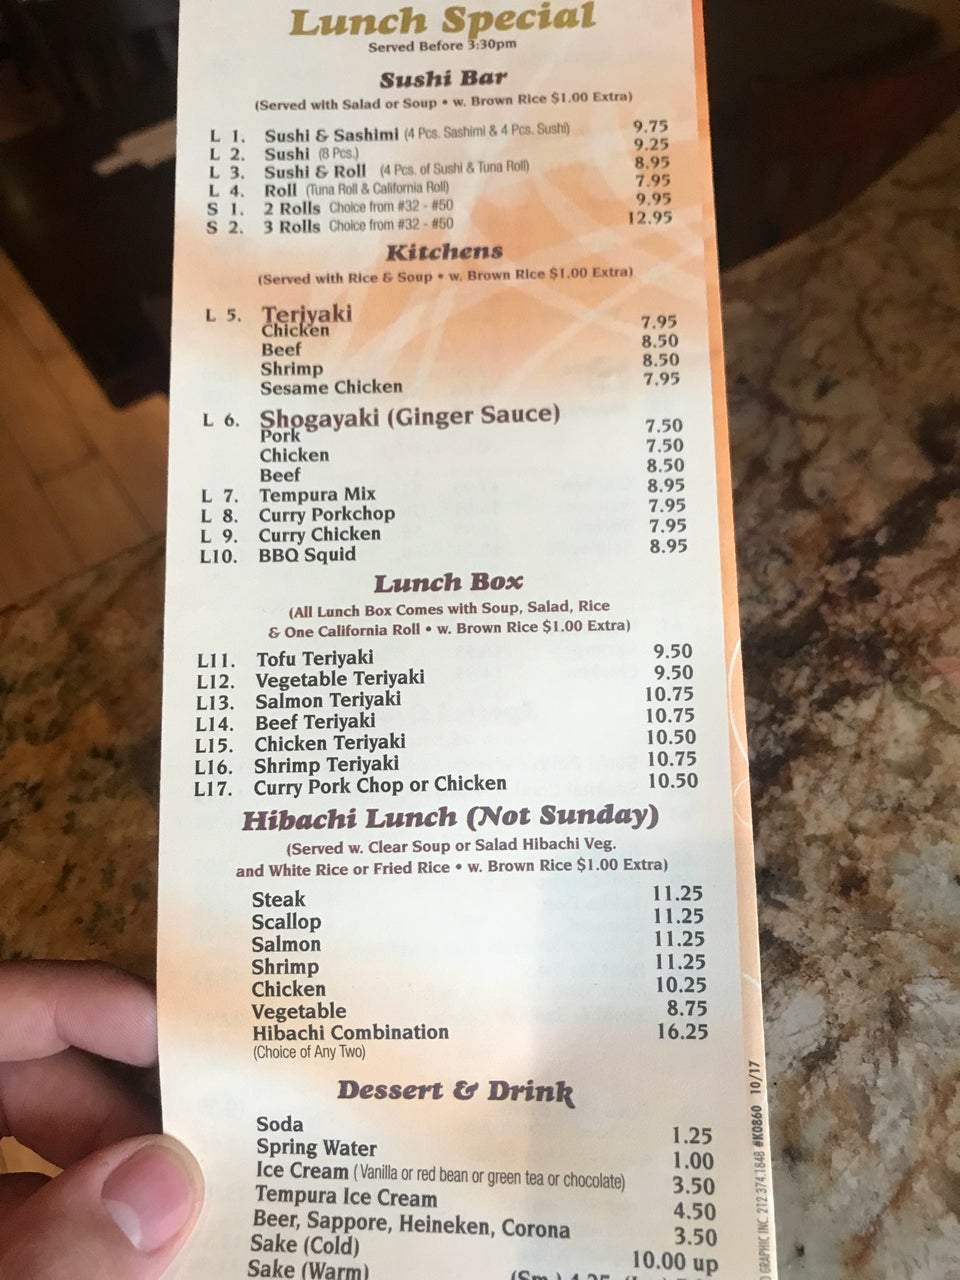 Lunch Special
Served Before 3:30pm
Sushi Bar
(Served with Salad or Soup • w. Brown Rice $1.00 Extra)
L 1. Sushi & Sashimi (4 Pcs. Sashimi & 4 Pcs. Sushi) 9.75
L 2. Sushi (8 Pcs.) 9.25
L 3. Sushi & Roll (4 Pcs. of Sushi & Tuna Roll) 8.95
L 4. Roll (Tuna Roll & California Roll) 7.95
S 1. 2 Rolls Choice from #32 - #50 9.95
S 2. 3 Rolls Choice from #32 - #50 12.95
Kitchens
(Served with Rice & Soup • w. Brown Rice $1.00 Extra)
L 5. Teriyaki
Chicken 7.95
Beef 8.50
Shrimp 8.50
Sesame Chicken 7.95
L 6. Shogayaki (Ginger Sauce)
Pork 7.50
Chicken 7.50
Beef 8.50
L 7. Tempura Mix 8.95
L 8. Curry Porkchop 7.95
L 9. Curry Chicken 7.95
L10. BBQ Squid 8.95
Lunch Box
(All Lunch Box Comes with Soup, Salad, Rice
& One California Roll • w. Brown Rice $1.00 Extra)
L11. Tofu Teriyaki 9.50
L12. Vegetable Teriyaki 9.50
L13. Salmon Teriyaki 10.75
L14. Beef Teriyaki 10.75
L15. Chicken Teriyaki 10.50
L16. Shrimp Teriyaki 10.75
L17. Curry Pork Chop or Chicken 10.50
Hibachi Lunch (Not Sunday)
(Served w. Clear Soup or Salad Hibachi Veg.
and White Rice or Fried Rice • w. Brown Rice $1.00 Extra)
Steak 11.25
Scallop 11.25
Salmon 11.25
Shrimp 11.25
Chicken 10.25
Vegetable 8.75
Hibachi Combination 16.25
(Choice of Any Two)
Dessert & Drink
Soda 1.25
Spring Water 1.00
Ice Cream (Vanilla or red bean or green tea or chocolate) 3.50
Tempura Ice Cream 4.50
Beer, Sappore, Heineken, Corona 3.50
Sake (Cold) 10.00 up
Sake (Warm) (Sm.) 4.25
GRAPHIC INC. 212.374.1848 #K0860 10/17